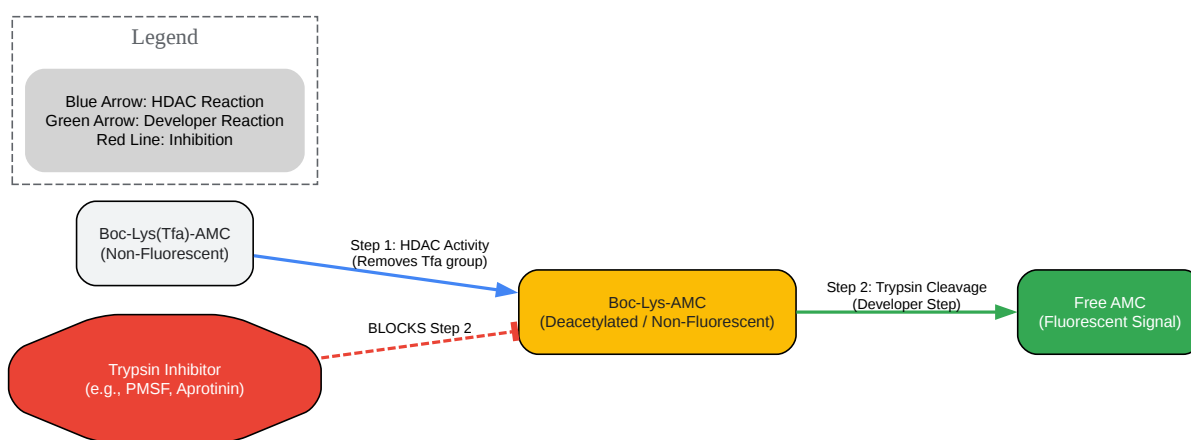 Legend
Blue Arrow: HDAC Reaction
Green Arrow: Developer Reaction
Red Line: Inhibition
Boc-Lys(Tfa)-AMC
(Non-Fluorescent)
Step 1: HDAC Activity
(Removes Tfa group)
Boc-Lys-AMC
(Deacetylated / Non-Fluorescent)
Step 2: Trypsin Cleavage
(Developer Step)
Free AMC
(Fluorescent Signal)
BLOCKS Step 2
Trypsin Inhibitor
(e.g., PMSF, Aprotinin)